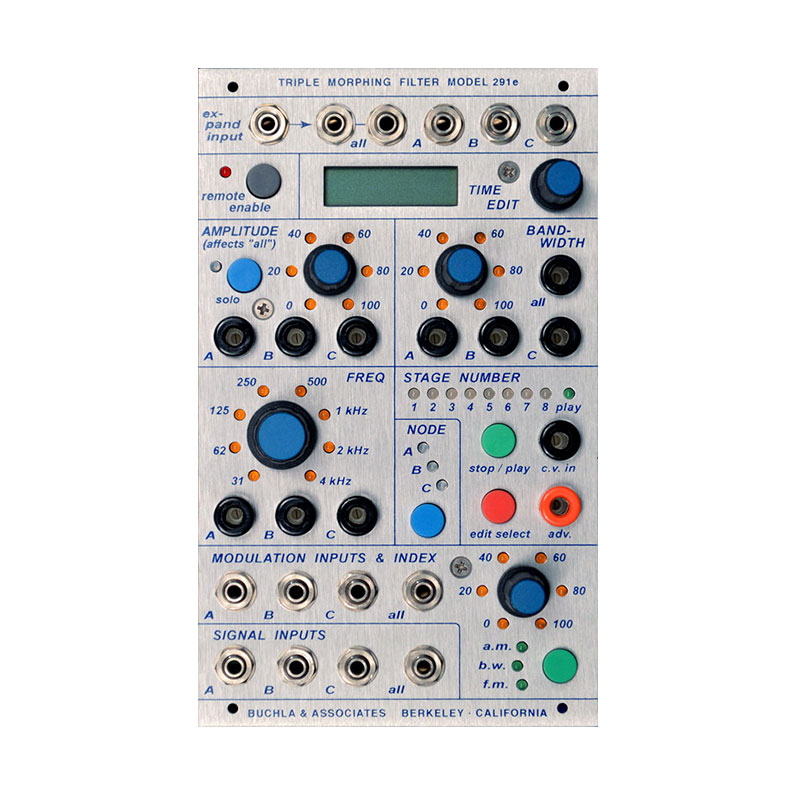 TRIPLE MORPHING FILTER MODEL 291e
ex-
pand
input
all
A
B
C
remote
enable
TIME
EDIT
AMPLITUDE
(affects "all")
solo
40
60
20
80
0
100
A
B
C
BAND-
WIDTH
40
60
20
80
0
100
all
A
B
C
FREQ
250
500
125
1 kHz
62
2 kHz
31
4 kHz
A
B
C
STAGE NUMBER
1 2 3 4 5 6 7 8 play
NODE
A
B
C
stop / play
c.v. in
edit select
adv.
MODULATION INPUTS & INDEX
A
B
C
all
40
60
20
80
0
100
SIGNAL INPUTS
A
B
C
all
a.m.
b.w.
f.m.
BUCHLA & ASSOCIATES BERKELEY · CALIFORNIA